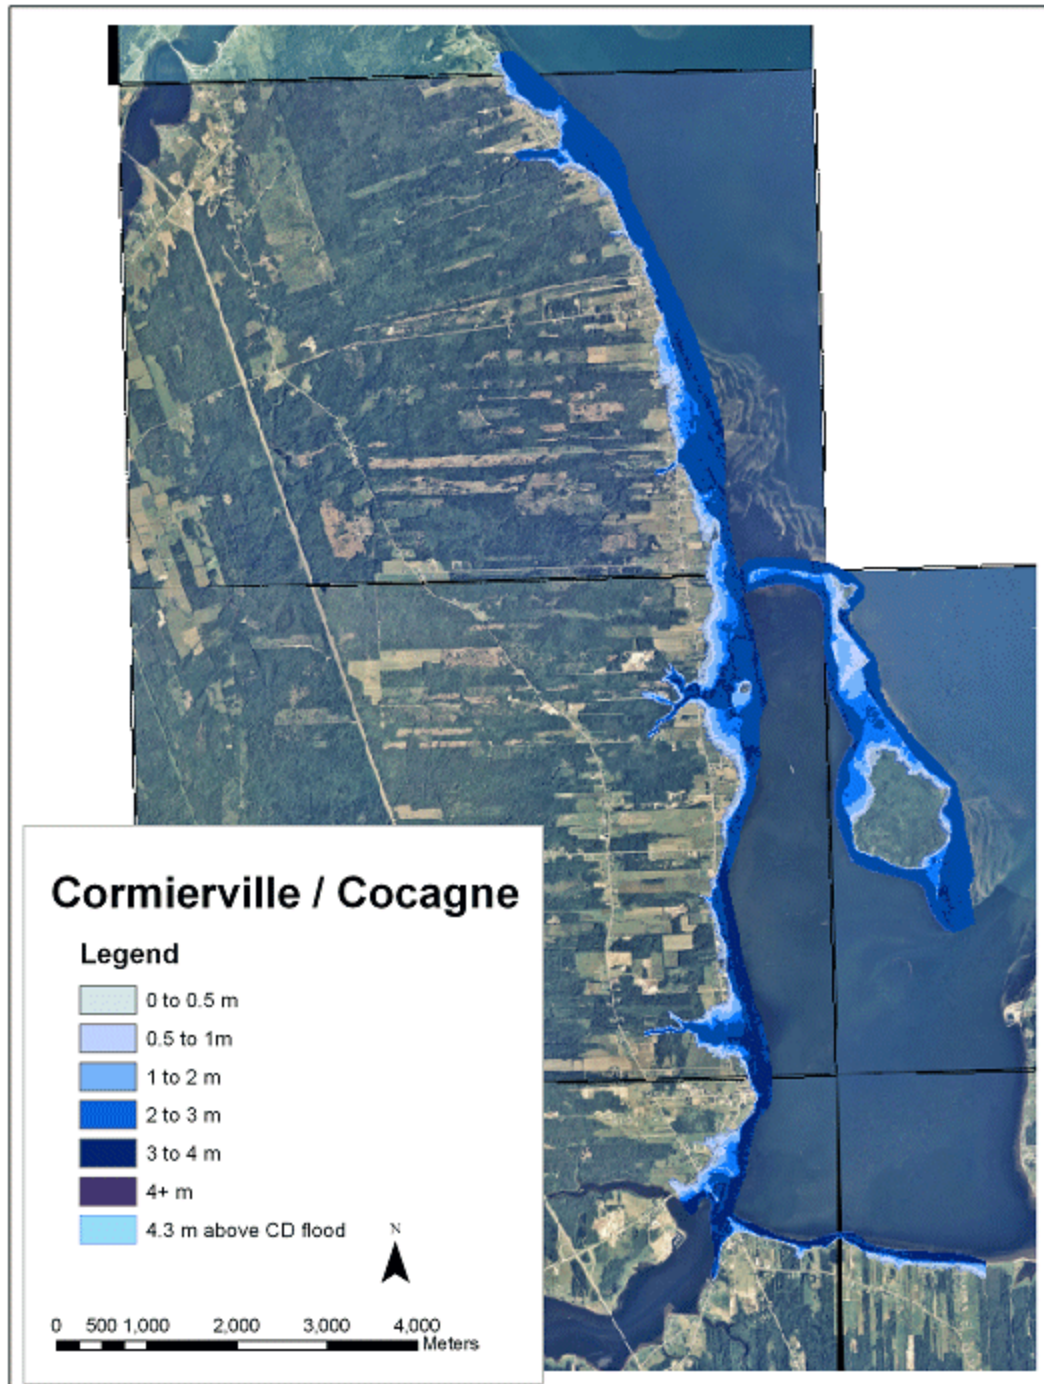 Cormierville / Cocagne
Legend
0 to 0.5 m
0.5 to 1m
1 to 2 m
2 to 3 m
3 to 4 m
4+ m
4.3 m above CD flood
N
0 500 1,000 2,000 3,000 4,000
Meters